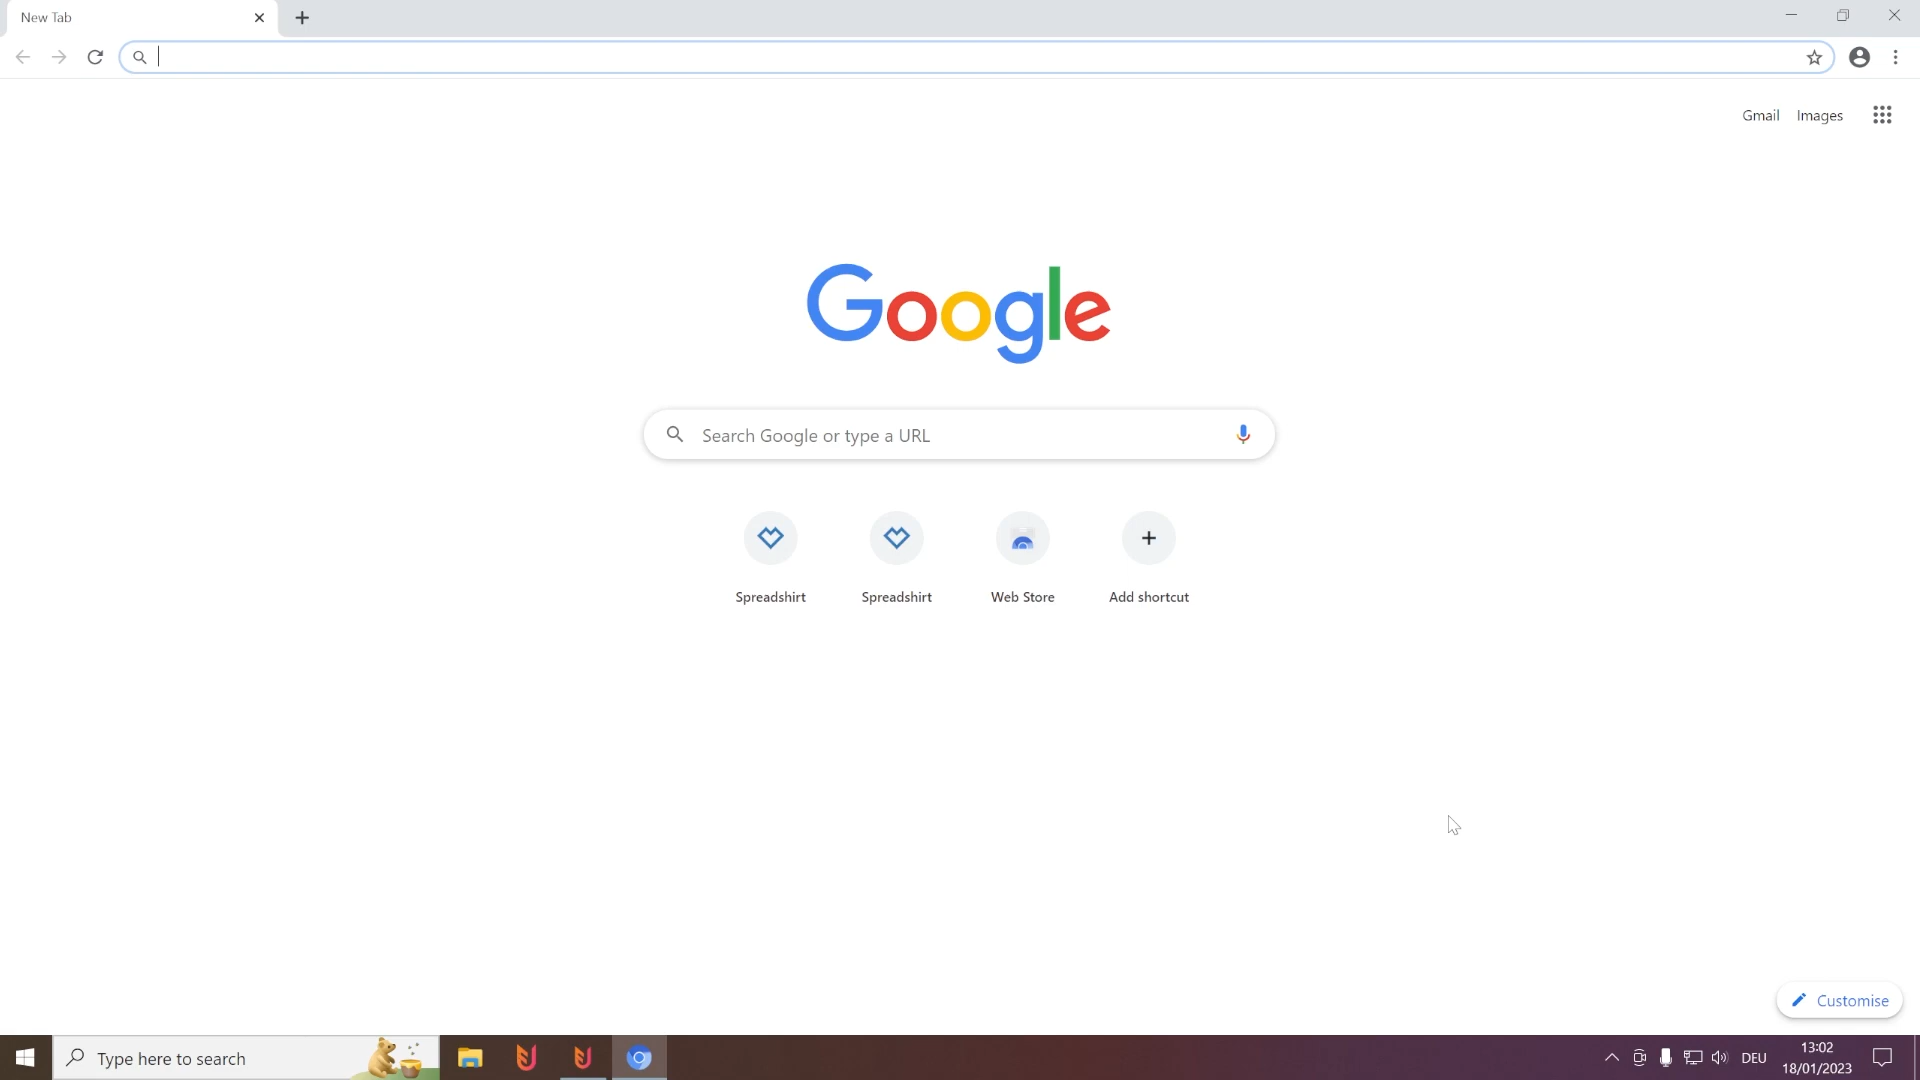 New Tab
Gmail Images
Google
Search Google or type a URL
Spreadshirt Spreadshirt Web Store Add shortcut
Customise
Type here to search
DEU
13:02
18/01/2023